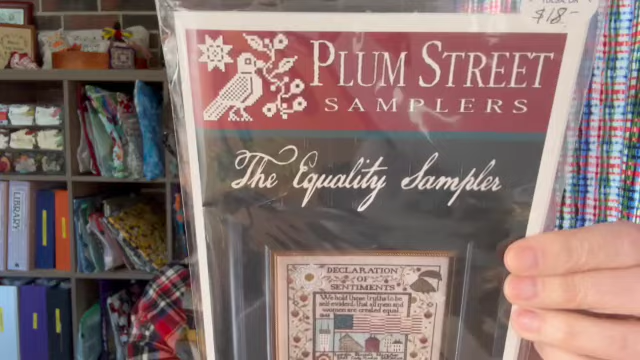 $18-
PLUM STREET
SAMPLERS
The Equality Sampler
DECLARATION
OF
SENTIMENTS
We hold these truths to be
self-evident: that all men and
women are created equal
LIBRARY